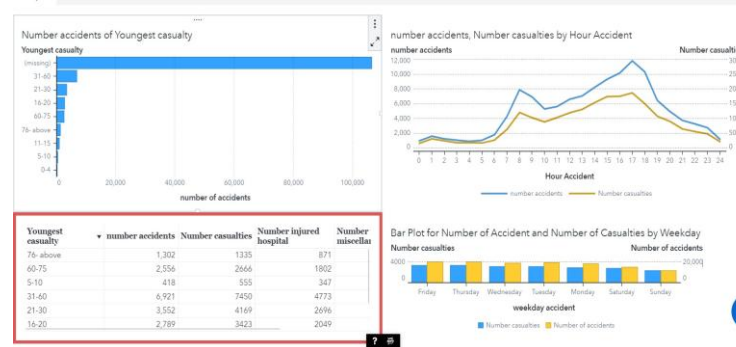 Number accidents of Youngest casualty
Youngest casualty
(missing)
31-60
21-30
16-20
60-75
76- above
11-15
5-10
0-4
0 20,000 40,000 60,000 80,000 100,000
number of accidents
number accidents, Number casualties by Hour Accident
number accidents Number casualti
12,000 30
10,000 25
8,000 20
6,000 15
4,000 10
2,000 50
0 0
0 1 2 3 4 5 6 7 8 9 10 11 12 13 14 15 16 17 18 19 20 21 22 23 24
Hour Accident
number accidents Number casualties
Youngest casualty number accidents Number casualties Number injured hospital Number miscellar
76- above 1,302 1335 871
60-75 2,556 2666 1802
5-10 418 555 347
31-60 6,921 7450 4773
21-30 3,552 4169 2696
16-20 2,789 3423 2049
? 
Bar Plot for Number of Accident and Number of Casualties by Weekday
Number casualties Number of accidents
4000 20,000
0 0
Friday Thursday Wednesday Tuesday Monday Saturday Sunday
weekday accident
Number casualties Number of accidents